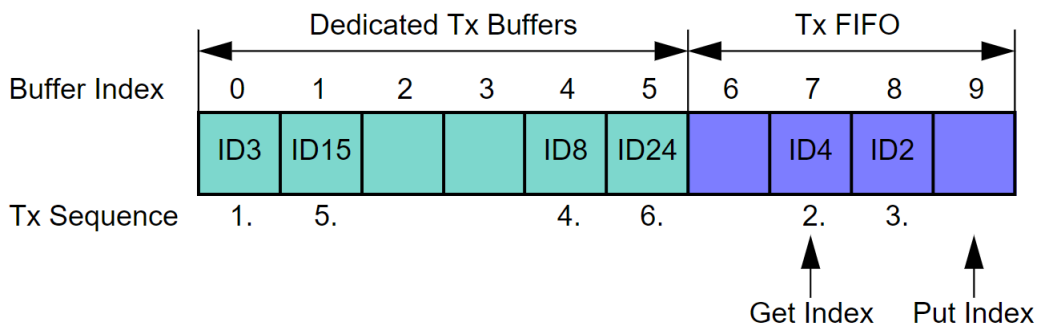 Dedicated Tx Buffers Tx FIFO
Buffer Index 0 1 2 3 4 5 6 7 8 9
ID3 ID15 ID8 ID24 ID4 ID2
Tx Sequence 1. 5. 4. 6. 2. 3.
Get Index Put Index